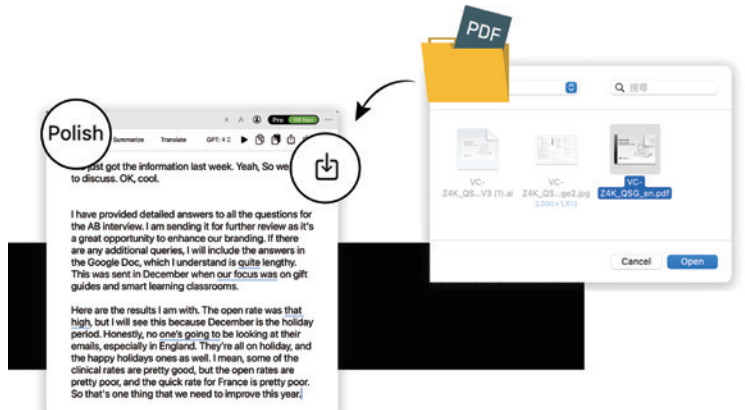 PDF
搜尋
Polish
Summarize Translate GPT: 4
Pro
just got the information last week. Yeah, So we
to discuss. OK, cool.
I have provided detailed answers to all the questions for
the AB interview. I am sending it for further review as it's
a great opportunity to enhance our branding. If there
are any additional queries, I will include the answers in
the Google Doc, which I understand is quite lengthy.
This was sent in December when our focus was on gift
guides and smart learning classrooms.
Here are the results I am with. The open rate was that
high, but I will see this because December is the holiday
period. Honestly, no one's going to be looking at their
emails, especially in England. They're all on holiday, and
the happy holidays ones as well. I mean, some of the
clinical rates are pretty good, but the open rates are
pretty poor, and the quick rate for France is pretty poor.
So that's one thing that we need to improve this year.
VC-
Z4K_QS...V3 (1).ai
VC-
Z4K_QS...ge2.jpg
2,000×1,413
VC-
Z4K_QSG_en.pdf
Cancel Open